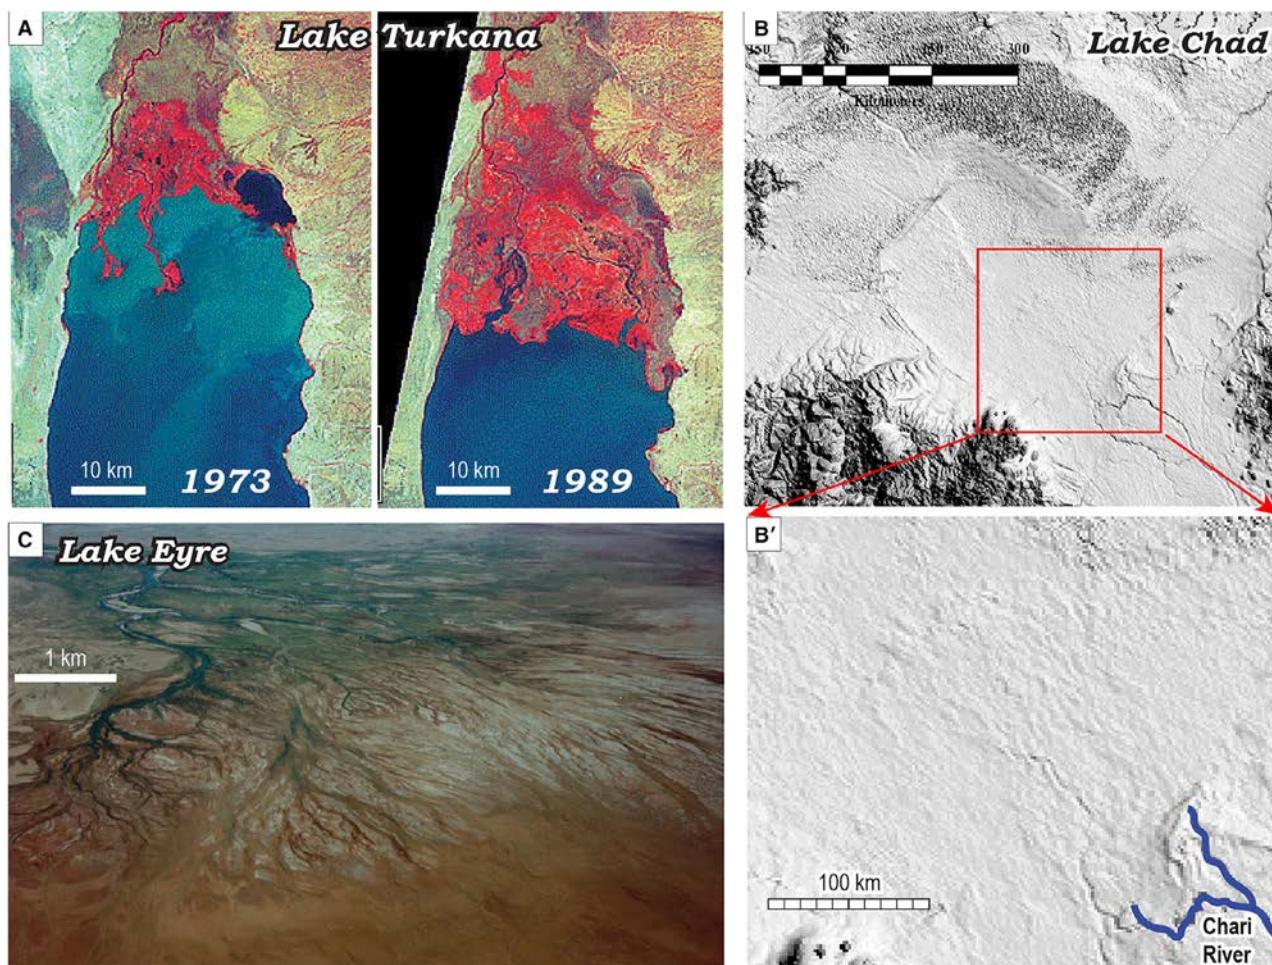 A
Lake Turkana
10 km
1973
10 km
1989
B
Lake Chad
150
300
Kilometers
C
Lake Eyre
1 km
B′
100 km
Chari
River